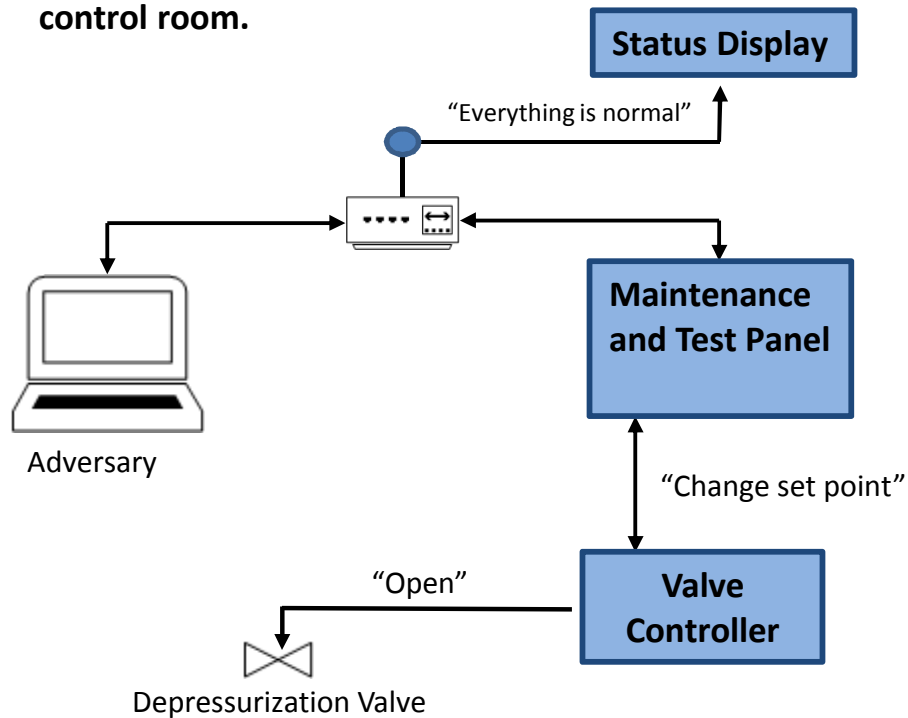 control room.
Status Display
“Everything is normal”
Maintenance
and Test Panel
Adversary
“Change set point”
“Open”
Valve
Controller
Depressurization Valve